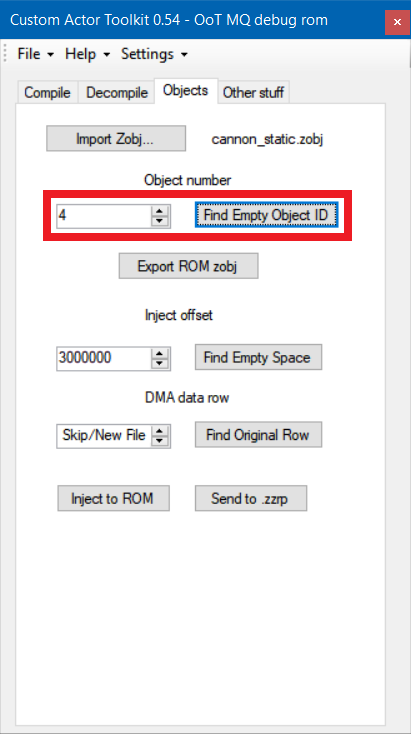 Custom Actor Toolkit 0.54 - OoT MQ debug rom
File Help Settings
Compile Decompile Objects Other stuff
Import Zobj... cannon_static.zobj
Object number
4 Find Empty Object ID
Export ROM zobj
Inject offset
3000000 Find Empty Space
DMA data row
Skip/New File Find Original Row
Inject to ROM Send to .zzrp